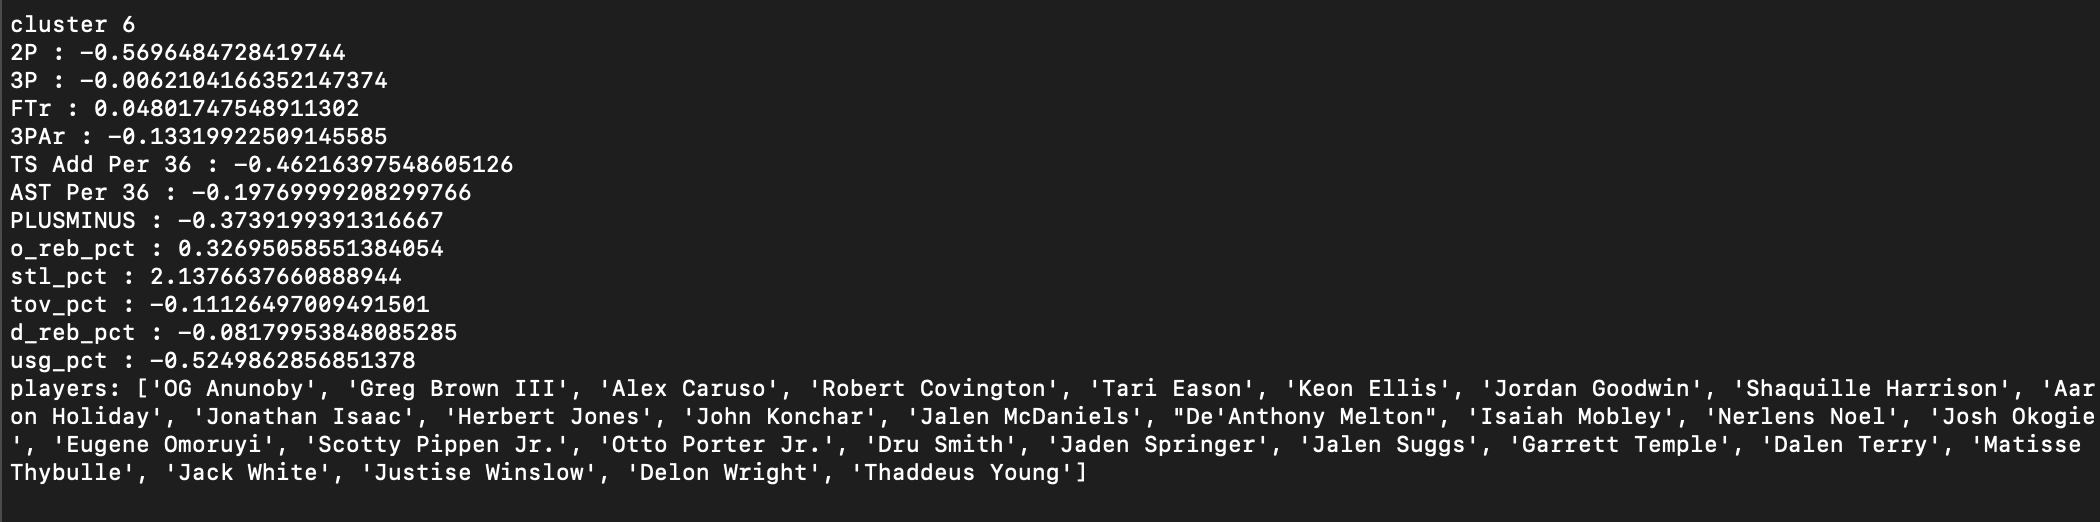 cluster 6
2P : -0.5696484728419744
3P : -0.0062104166352147374
FTr : 0.04801747548911302
3PAr : -0.13319922509145585
TS Add Per 36 : -0.46216397548605126
AST Per 36 : -0.19769999208299766
PLUSMINUS : -0.3739199391316667
o_reb_pct : 0.32695058551384054
stl_pct : 2.1376637660888944
tov_pct : -0.11126497009491501
d_reb_pct : -0.08179953848085285
usg_pct : -0.5249862856851378
players: ['OG Anunoby', 'Greg Brown III', 'Alex Caruso', 'Robert Covington', 'Tari Eason', 'Keon Ellis', 'Jordan Goodwin', 'Shaquille Harrison', 'Aar
on Holiday', 'Jonathan Isaac', 'Herbert Jones', 'John Konchar', 'Jalen McDaniels', "De'Anthony Melton", 'Isaiah Mobley', 'Nerlens Noel', 'Josh Okogie
', 'Eugene Omoruyi', 'Scotty Pippen Jr.', 'Otto Porter Jr.', 'Dru Smith', 'Jaden Springer', 'Jalen Suggs', 'Garrett Temple', 'Dalen Terry', 'Matisse
Thybulle', 'Jack White', 'Justise Winslow', 'Delon Wright', 'Thaddeus Young']